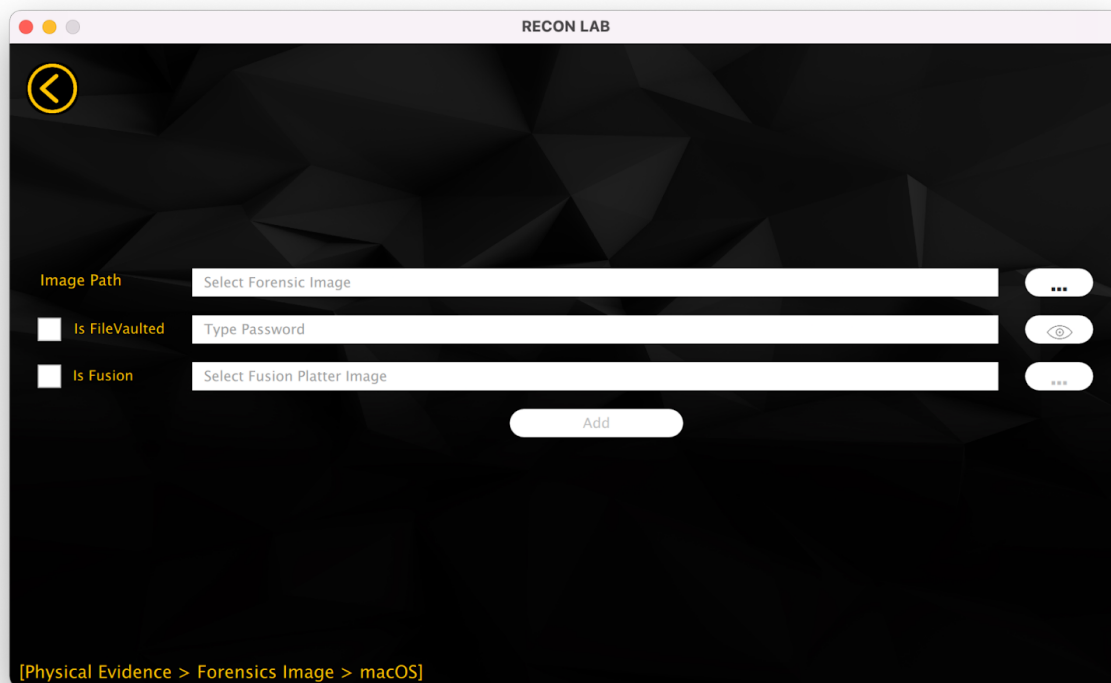 RECON LAB
Image Path Select Forensic Image ...
Is FileVaulted Type Password
Is Fusion Select Fusion Platter Image ...
Add
[Physical Evidence > Forensics Image > macOS]